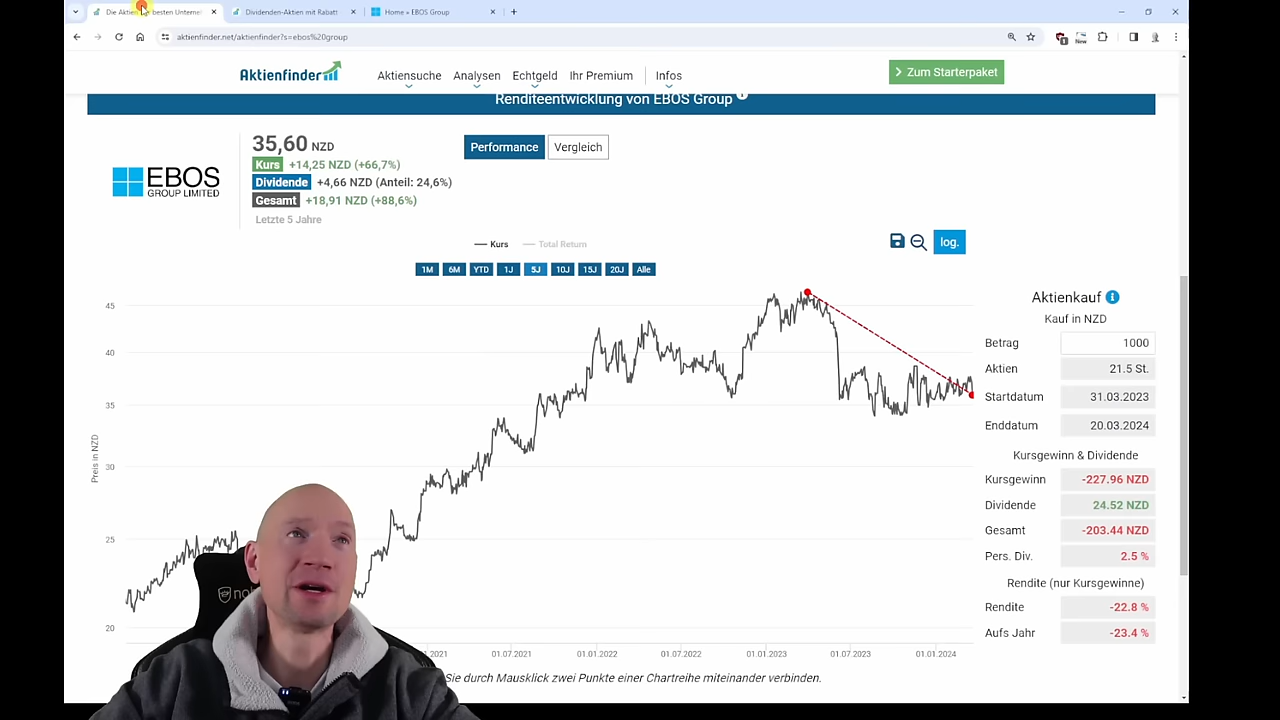 Die Aktien
besten Unterne
Dividenden-Aktien mit Rabatt
Home » EBOS Group
aktienfinder.net/aktienfinder?s=ebos%20group
New
Aktienfinder
Aktiensuche
Analysen
Echtgeld
Ihr Premium
Infos
Zum Starterpaket
Renditeentwicklung von EBOS Group
EBOS
GROUP LIMITED
35,60 NZD
Kurs +14,25 NZD (+66,7%)
Dividende +4,66 NZD (Anteil: 24,6%)
Gesamt +18,91 NZD (+88,6%)
Letzte 5 Jahre
Performance
Vergleich
Kurs
Total Return
log.
1M
6M
YTD
1J
5J
10J
15J
20J
Alle
45
40
35
30
25
20
Preis in NZD
2021
01.07.2021
01.01.2022
01.07.2022
01.01.2023
01.07.2023
01.01.2024
Sie durch Mausklick zwei Punkte einer Chartreihe miteinander verbinden.
Aktienkauf
Kauf in NZD
Betrag 1000
Aktien 21.5 St.
Startdatum 31.03.2023
Enddatum 20.03.2024
Kursgewinn & Dividende
Kursgewinn -227.96 NZD
Dividende 24.52 NZD
Gesamt -203.44 NZD
Pers. Div. 2.5 %
Rendite (nur Kursgewinne)
Rendite -22.8 %
Aufs Jahr -23.4 %